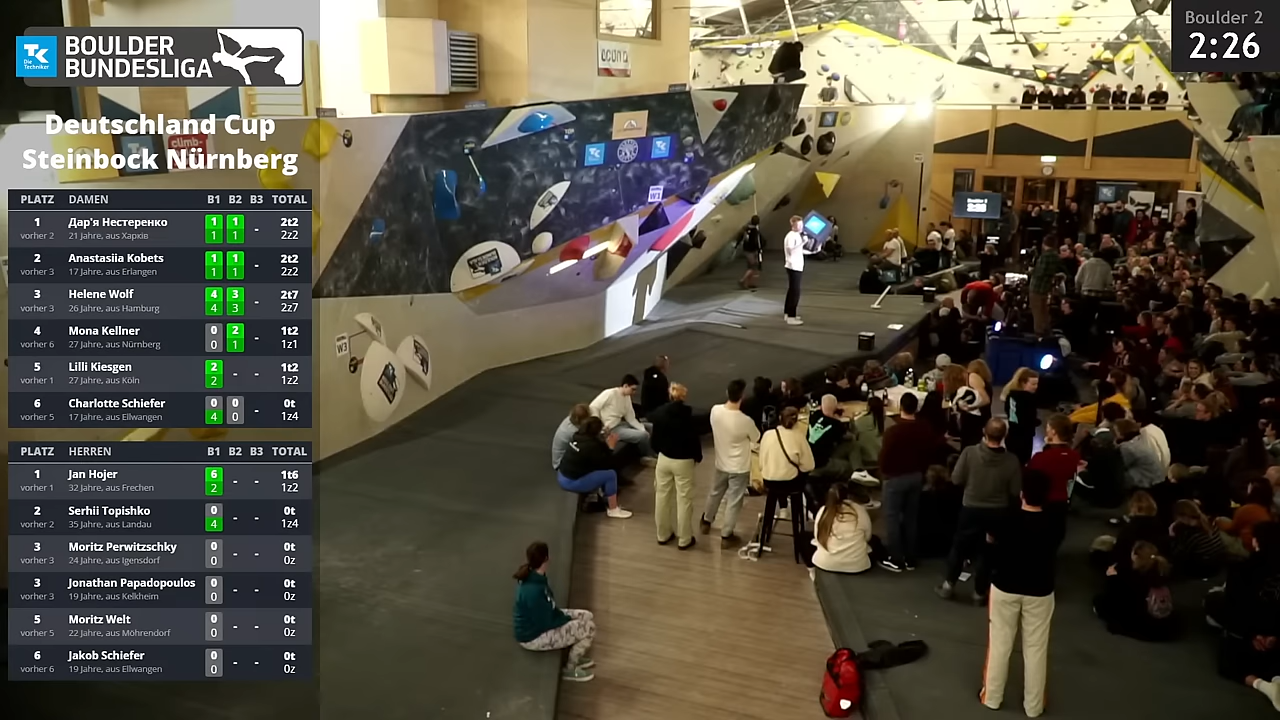 TK
Die
Techniker
BOULDER
BUNDESLIGA
Deutschland Cup
Steinbock Nürnberg
PLATZ DAMEN B1 B2 B3 TOTAL
1 Дар'я Нестеренко 1 1 - 2t2
vorher 2 21 Jahre, aus Харків 1 1 2z2
2 Anastasiia Kobets 1 1 - 2t2
vorher 3 17 Jahre, aus Erlangen 1 1 2z2
3 Helene Wolf 4 3 - 2t7
vorher 3 26 Jahre, aus Hamburg 4 3 2z7
4 Mona Kellner 0 2 - 1t2
vorher 6 27 Jahre, aus Nürnberg 0 1 1z1
5 Lilli Kiesgen 2 - - 1t2
vorher 1 27 Jahre, aus Köln 2 1z2
6 Charlotte Schiefer 0 0 - 0t
vorher 5 17 Jahre, aus Ellwangen 4 0 1z4
PLATZ HERREN B1 B2 B3 TOTAL
1 Jan Hojer 6 - - 1t6
vorher 1 32 Jahre, aus Frechen 2 1z2
2 Serhii Topishko 0 - - 0t
vorher 2 35 Jahre, aus Landau 4 1z4
3 Moritz Perwitzschky 0 - - 0t
vorher 3 24 Jahre, aus Igensdorf 0 0z
3 Jonathan Papadopoulos 0 - - 0t
vorher 3 19 Jahre, aus Kelkheim 0 0z
5 Moritz Welt 0 - - 0t
vorher 5 22 Jahre, aus Möhrendorf 0 0z
6 Jakob Schiefer 0 - - 0t
vorher 6 19 Jahre, aus Ellwangen 0 0z
Boulder 2
2:26
TK
TK
W3
W3